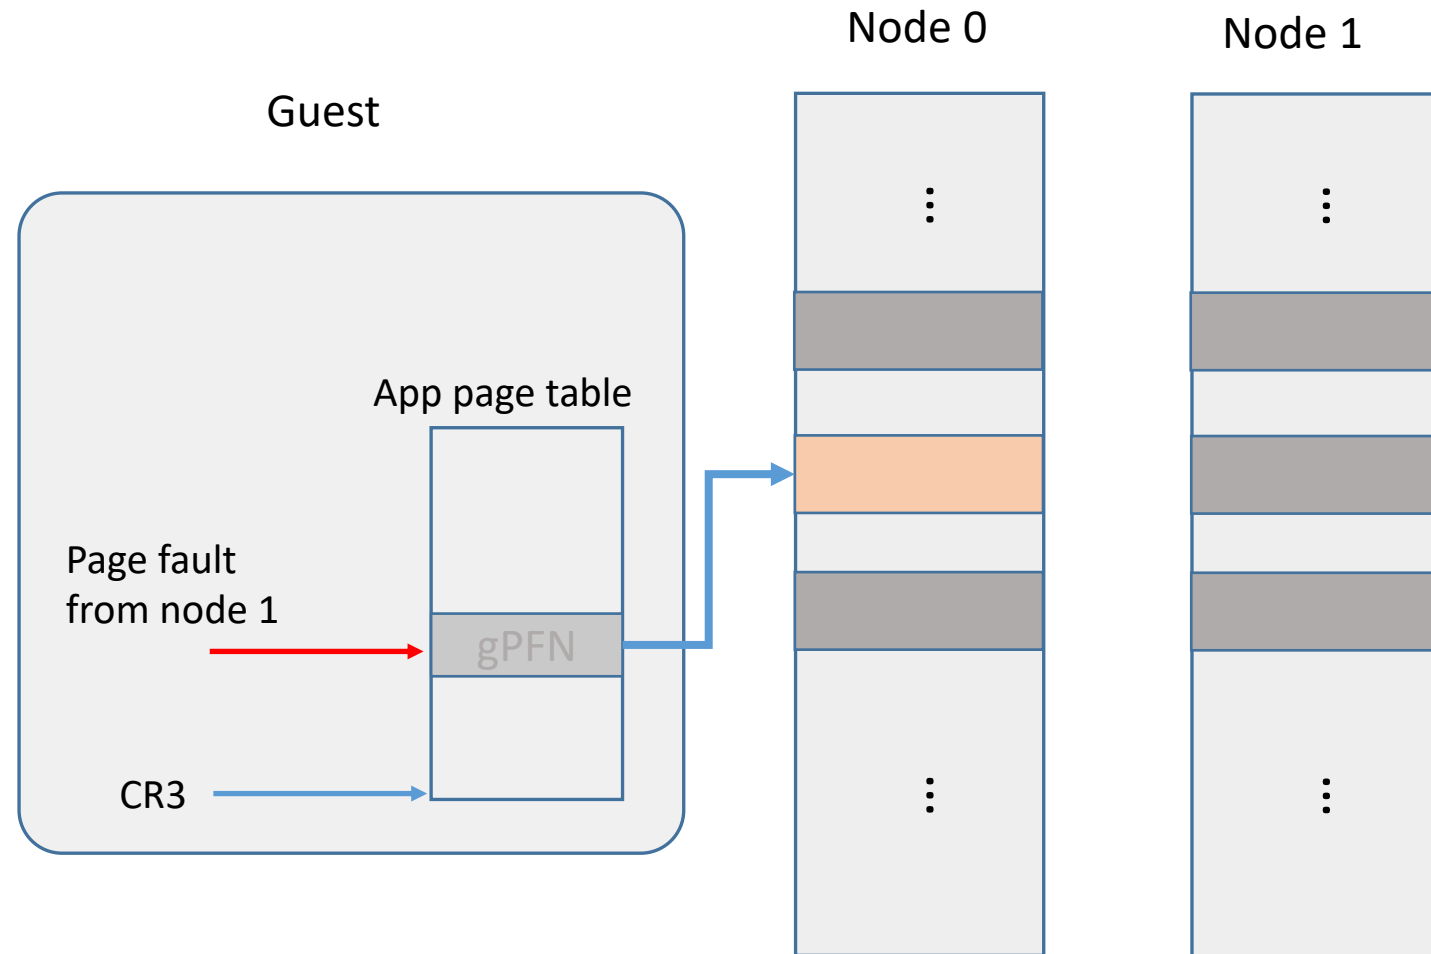 Node 0
Node 1
Guest
App page table
Page fault
from node 1
gPFN
CR3